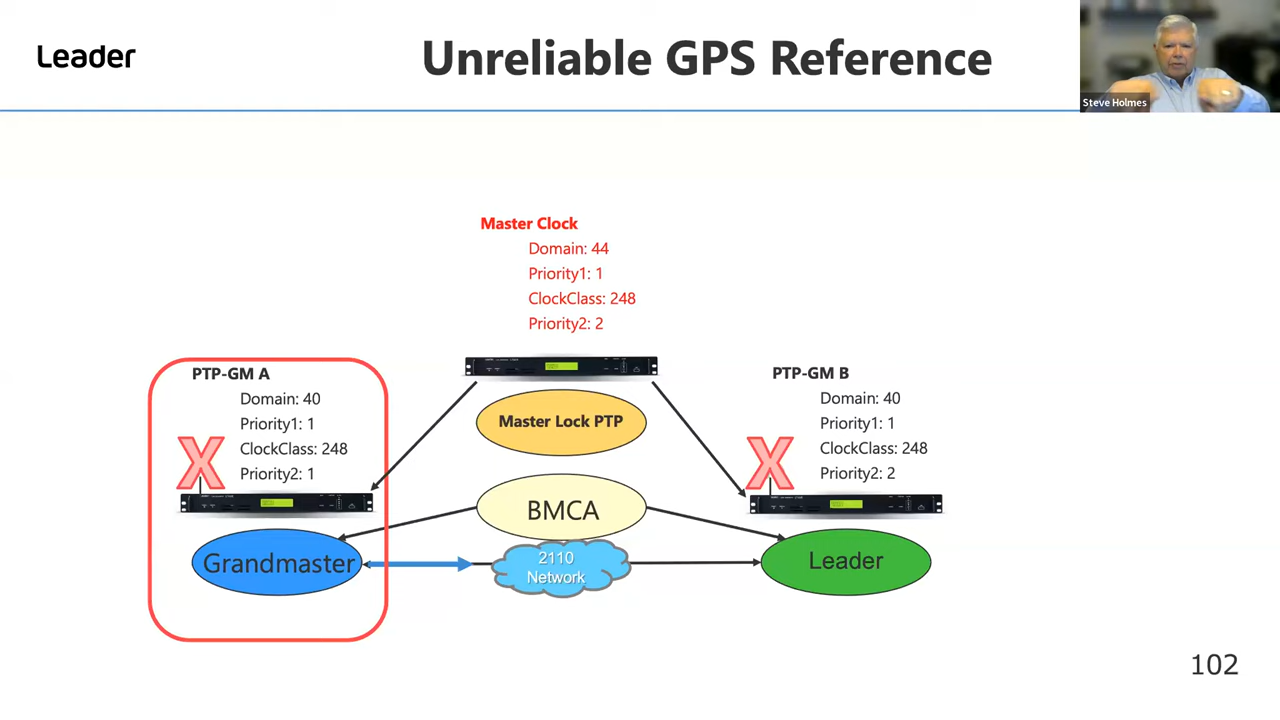 Leader
Unreliable GPS Reference
Steve Holmes
Master Clock
Domain: 44
Priority1: 1
ClockClass: 248
Priority2: 2
PTP-GM A
Domain: 40
Priority1: 1
ClockClass: 248
Priority2: 1
X
Grandmaster
Master Lock PTP
BMCA
2110
Network
PTP-GM B
Domain: 40
Priority1: 1
ClockClass: 248
Priority2: 2
X
Leader
102